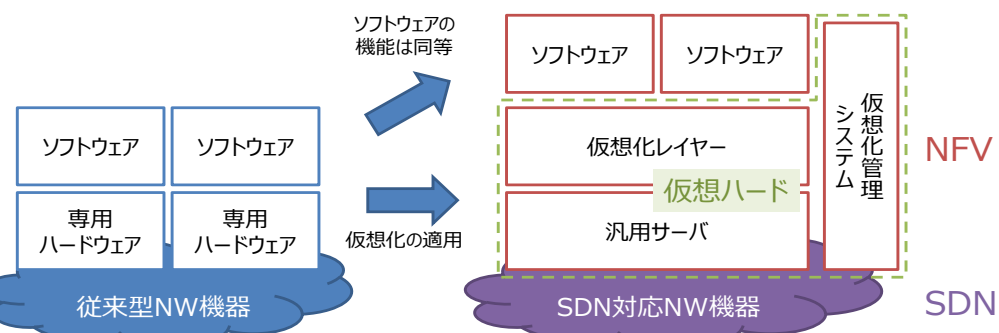 ソフトウェアの
機能は同等
ソフトウェア
ソフトウェア
専用
ハードウェア
専用
ハードウェア
従来型NW機器
仮想化の適用
ソフトウェア
ソフトウェア
仮想化レイヤー
仮想ハード
汎用サーバ
仮想化管理
システム
SDN対応NW機器
NFV
SDN